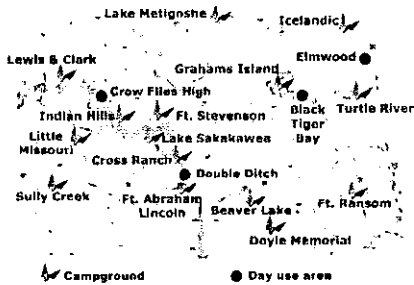 Lake Metigoshe
Icelandic
Lewis & Clark
Elmwood
Grahams Island
Crow Flies High
Indian Hills
Ft. Stevenson
Black
Tiger
Bay
Turtle River
Little
Missouri
Lake Sakakawea
Cross Ranch
Double Ditch
Sully Creek
Ft. Abraham
Lincoln
Beaver Lake
Ft. Ransom
Doyle Memorial
Campground
Day use area